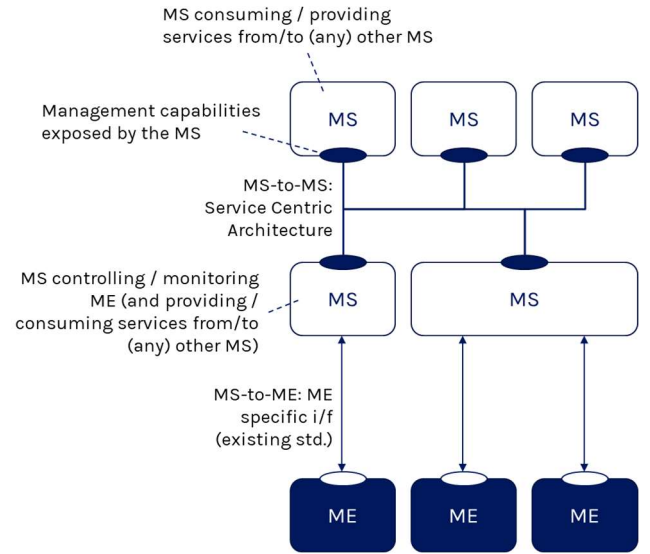 MS consuming / providing
services from/to (any) other MS
Management capabilities
exposed by the MS
MS
MS
MS
MS-to-MS:
Service Centric
Architecture
MS controlling / monitoring
ME (and providing /
consuming services from/to
(any) other MS)
MS
MS
MS-to-ME: ME
specific i/f
(existing std.)
ME
ME
ME